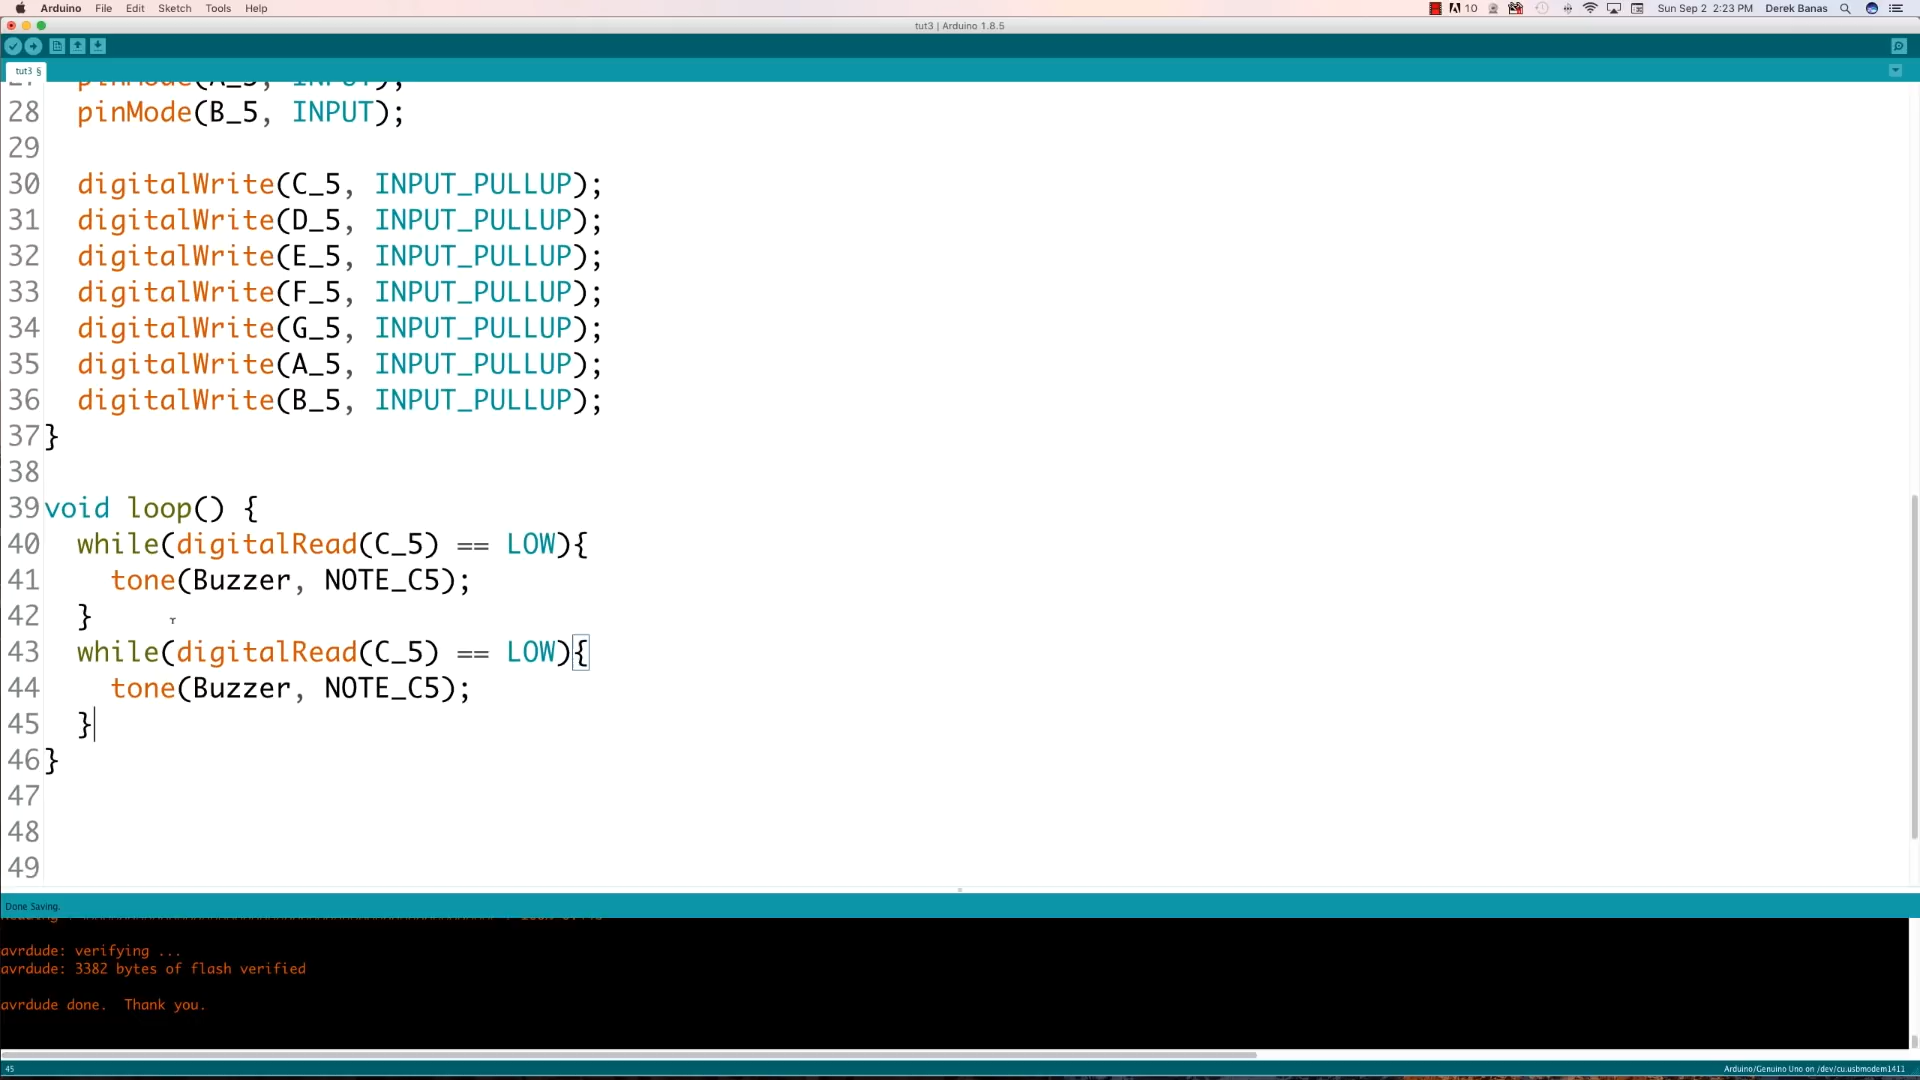 Arduino File Edit Sketch Tools Help 10 Sun Sep 2 2:23 PM Derek Banas
tut3 | Arduino 1.8.5
tut3 §
27 pinMode(A_5, INPUT);
28 pinMode(B_5, INPUT);
29
30 digitalWrite(C_5, INPUT_PULLUP);
31 digitalWrite(D_5, INPUT_PULLUP);
32 digitalWrite(E_5, INPUT_PULLUP);
33 digitalWrite(F_5, INPUT_PULLUP);
34 digitalWrite(G_5, INPUT_PULLUP);
35 digitalWrite(A_5, INPUT_PULLUP);
36 digitalWrite(B_5, INPUT_PULLUP);
37 }
38
39 void loop() {
40 while(digitalRead(C_5) == LOW){
41 tone(Buzzer, NOTE_C5);
42 }
43 while(digitalRead(C_5) == LOW){
44 tone(Buzzer, NOTE_C5);
45 }
46 }
47
48
49
Done Saving.
avrdude: verifying ...
avrdude: 3382 bytes of flash verified
avrdude done. Thank you.
45 Arduino/Genuino Uno on /dev/cu.usbmodem1411